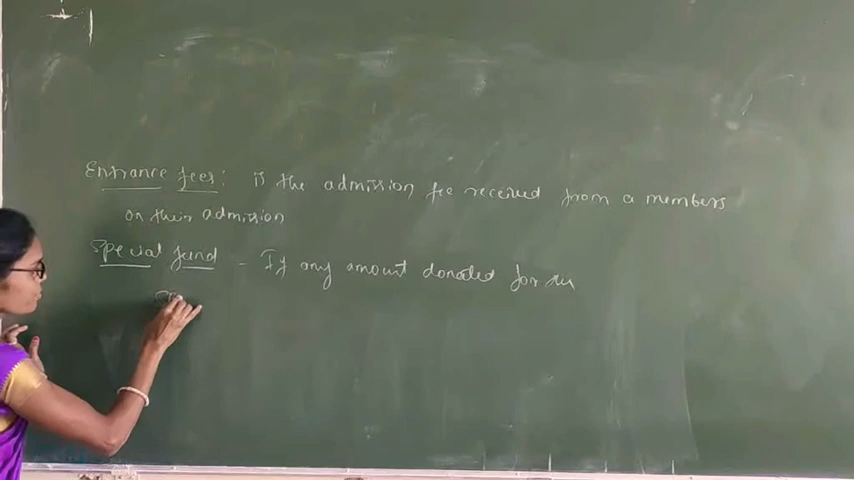 Entrance fees: is the admission fee received from a members
on their admission
Special fund - If any amount donated for